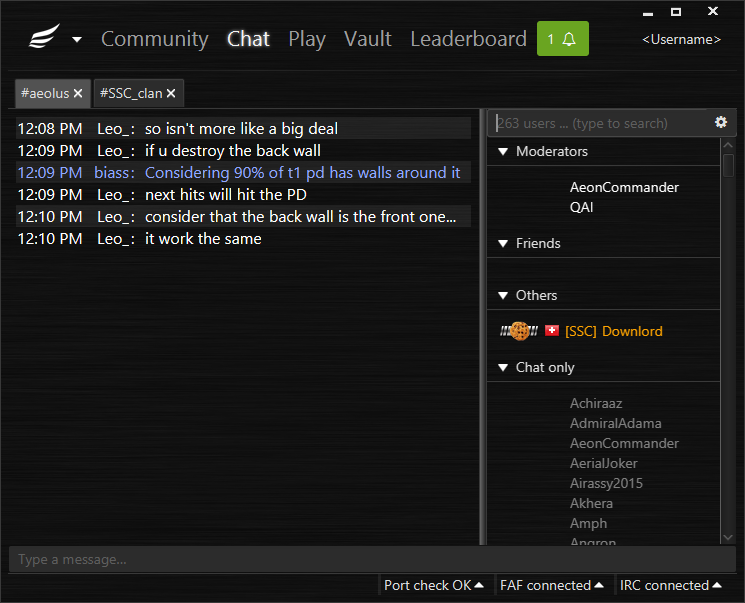 Community Chat Play Vault Leaderboard 1 <Username>
#aeolus #SSC_clan
12:08 PM Leo_: so isn't more like a big deal
12:09 PM Leo_: if u destroy the back wall
12:09 PM biass: Considering 90% of t1 pd has walls around it
12:09 PM Leo_: next hits will hit the PD
12:10 PM Leo_: consider that the back wall is the front one...
12:10 PM Leo_: it work the same
263 users ... (type to search)
Moderators
AeonCommander
QAI
Friends
Others
[SSC] Downlord
Chat only
Achiraaz
AdmiralAdama
AeonCommander
AerialJoker
Airassy2015
Akhera
Amph
Angron
Type a message...
Port check OK FAF connected IRC connected